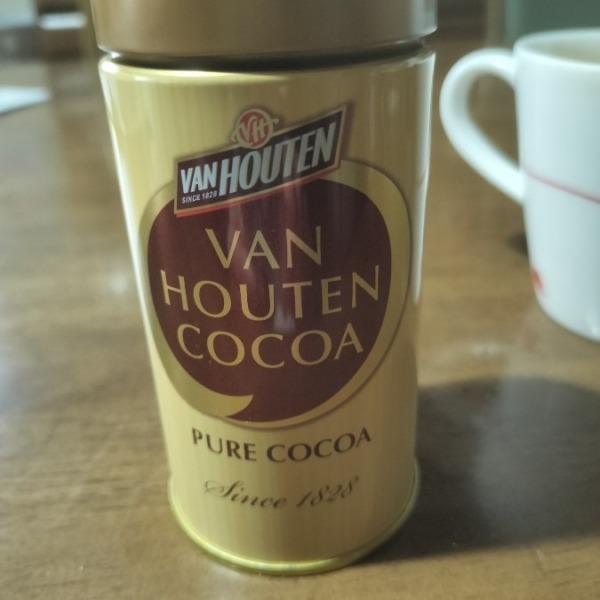 VH
VAN HOUTEN
SINCE 1828
VAN
HOUTEN
COCOA
PURE COCOA
Since 1828